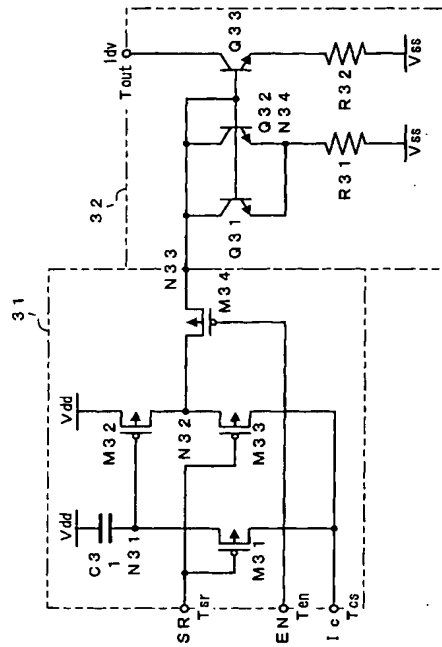 31
32
Vdd
Vdd
C3
1
N31
M32
N32
N33
M31
M33
M34
SR
Tsr
EN
Ten
Ic
Tcs
Tout
Idv
Q31
Q32
Q33
N34
R31
R32
Vss
Vss